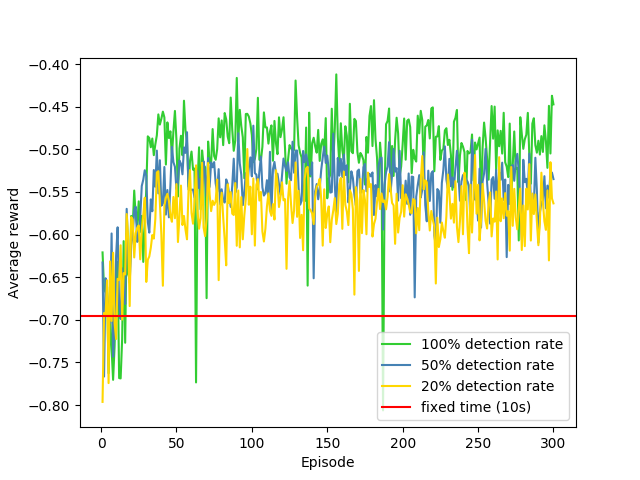 −0.40
−0.45
−0.50
−0.55
−0.60
−0.65
−0.70
−0.75
−0.80
Average reward
0 50 100 150 200 250 300
Episode
100% detection rate
50% detection rate
20% detection rate
fixed time (10s)